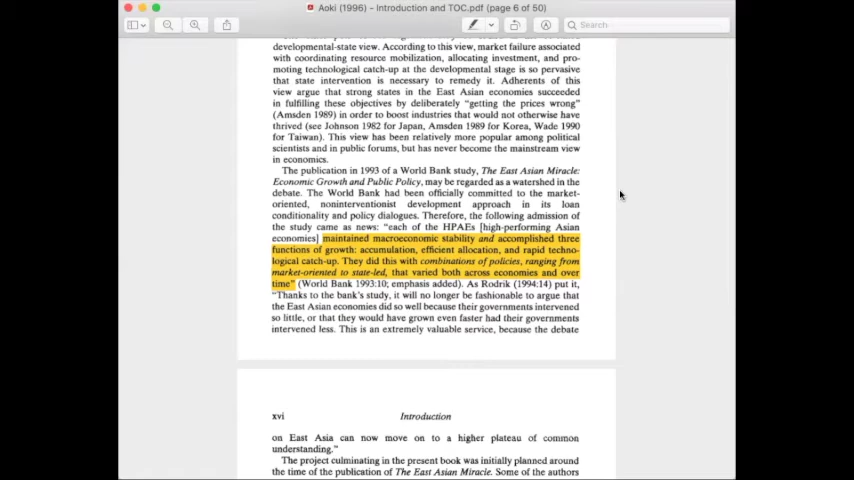 Aoki (1996) - Introduction and TOC.pdf (page 6 of 50)
Search
developmental-state view. According to this view, market failure associated
with coordinating resource mobilization, allocating investment, and pro-
moting technological catch-up at the developmental stage is so pervasive
that state intervention is necessary to remedy it. Adherents of this
view argue that strong states in the East Asian economies succeeded
in fulfilling these objectives by deliberately “getting the prices wrong”
(Amsden 1989) in order to boost industries that would not otherwise have
thrived (see Johnson 1982 for Japan, Amsden 1989 for Korea, Wade 1990
for Taiwan). This view has been relatively more popular among political
scientists and in public forums, but has never become the mainstream view
in economics.
The publication in 1993 of a World Bank study, The East Asian Miracle:
Economic Growth and Public Policy, may be regarded as a watershed in the
debate. The World Bank had been officially committed to the market-
oriented, noninterventionist development approach in its loan
conditionality and policy dialogues. Therefore, the following admission of
the study came as news: “each of the HPAEs [high-performing Asian
economies] maintained macroeconomic stability and accomplished three
functions of growth: accumulation, efficient allocation, and rapid techno-
logical catch-up. They did this with combinations of policies, ranging from
market-oriented to state-led, that varied both across economies and over
time” (World Bank 1993:10; emphasis added). As Rodrik (1994:14) put it,
“Thanks to the bank's study, it will no longer be fashionable to argue that
the East Asian economies did so well because their governments intervened
so little, or that they would have grown even faster had their governments
intervened less. This is an extremely valuable service, because the debate
xvi Introduction
on East Asia can now move on to a higher plateau of common
understanding.”
The project culminating in the present book was initially planned around
the time of the publication of The East Asian Miracle. Some of the authors